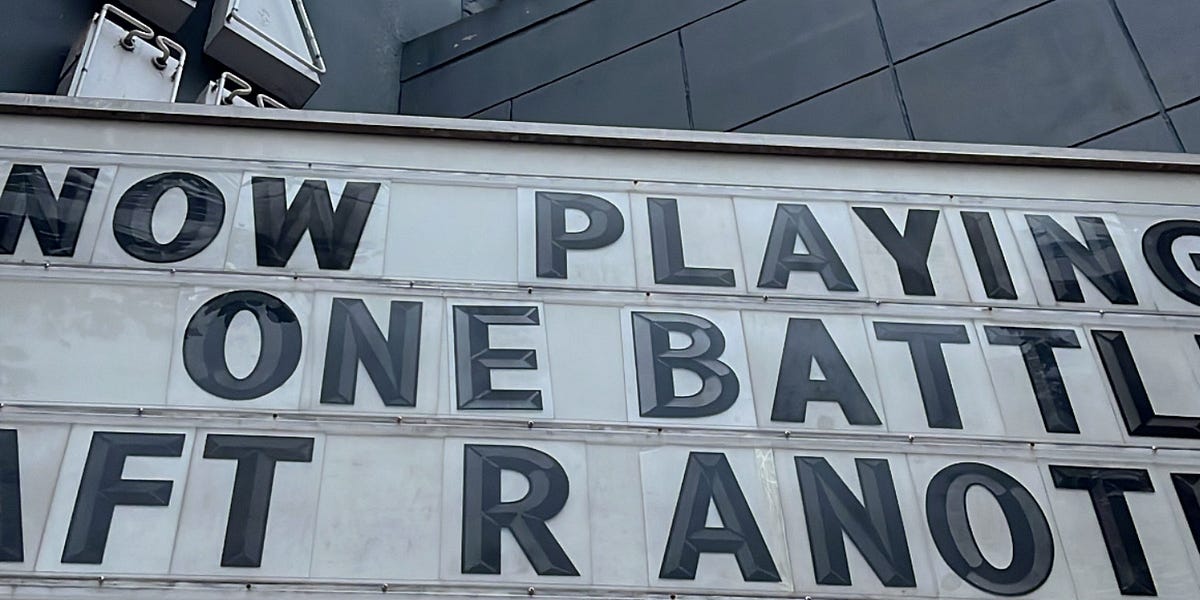 NOW PLAYING
ONE BATTL
AFT R ANOT